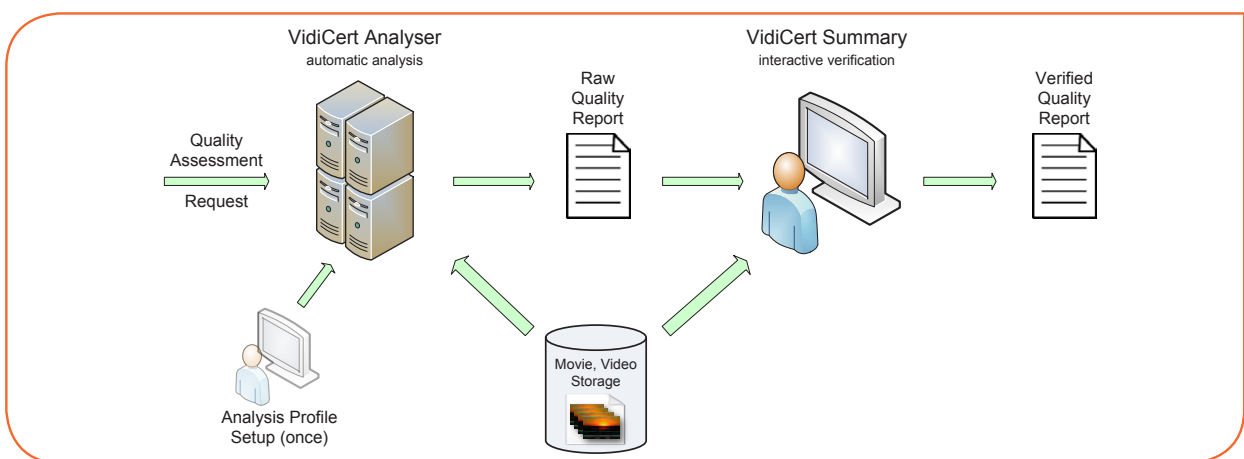 VidiCert Analyser
automatic analysis
VidiCert Summary
interactive verification
Raw
Quality
Report
Verified
Quality
Report
Quality
Assessment
Request
Movie, Video
Storage
Analysis Profile
Setup (once)